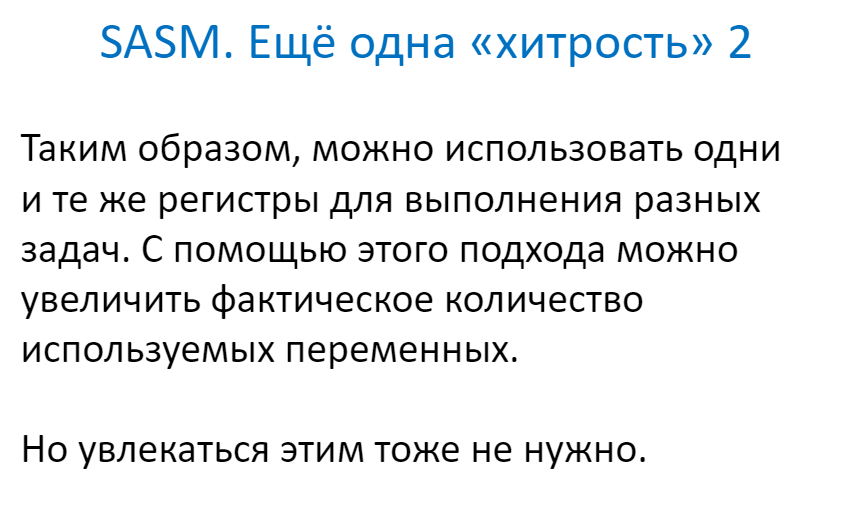 SASM. Ещё одна «хитрость» 2
Таким образом, можно использовать одни
и те же регистры для выполнения разных
задач. С помощью этого подхода можно
увеличить фактическое количество
используемых переменных.
Но увлекаться этим тоже не нужно.